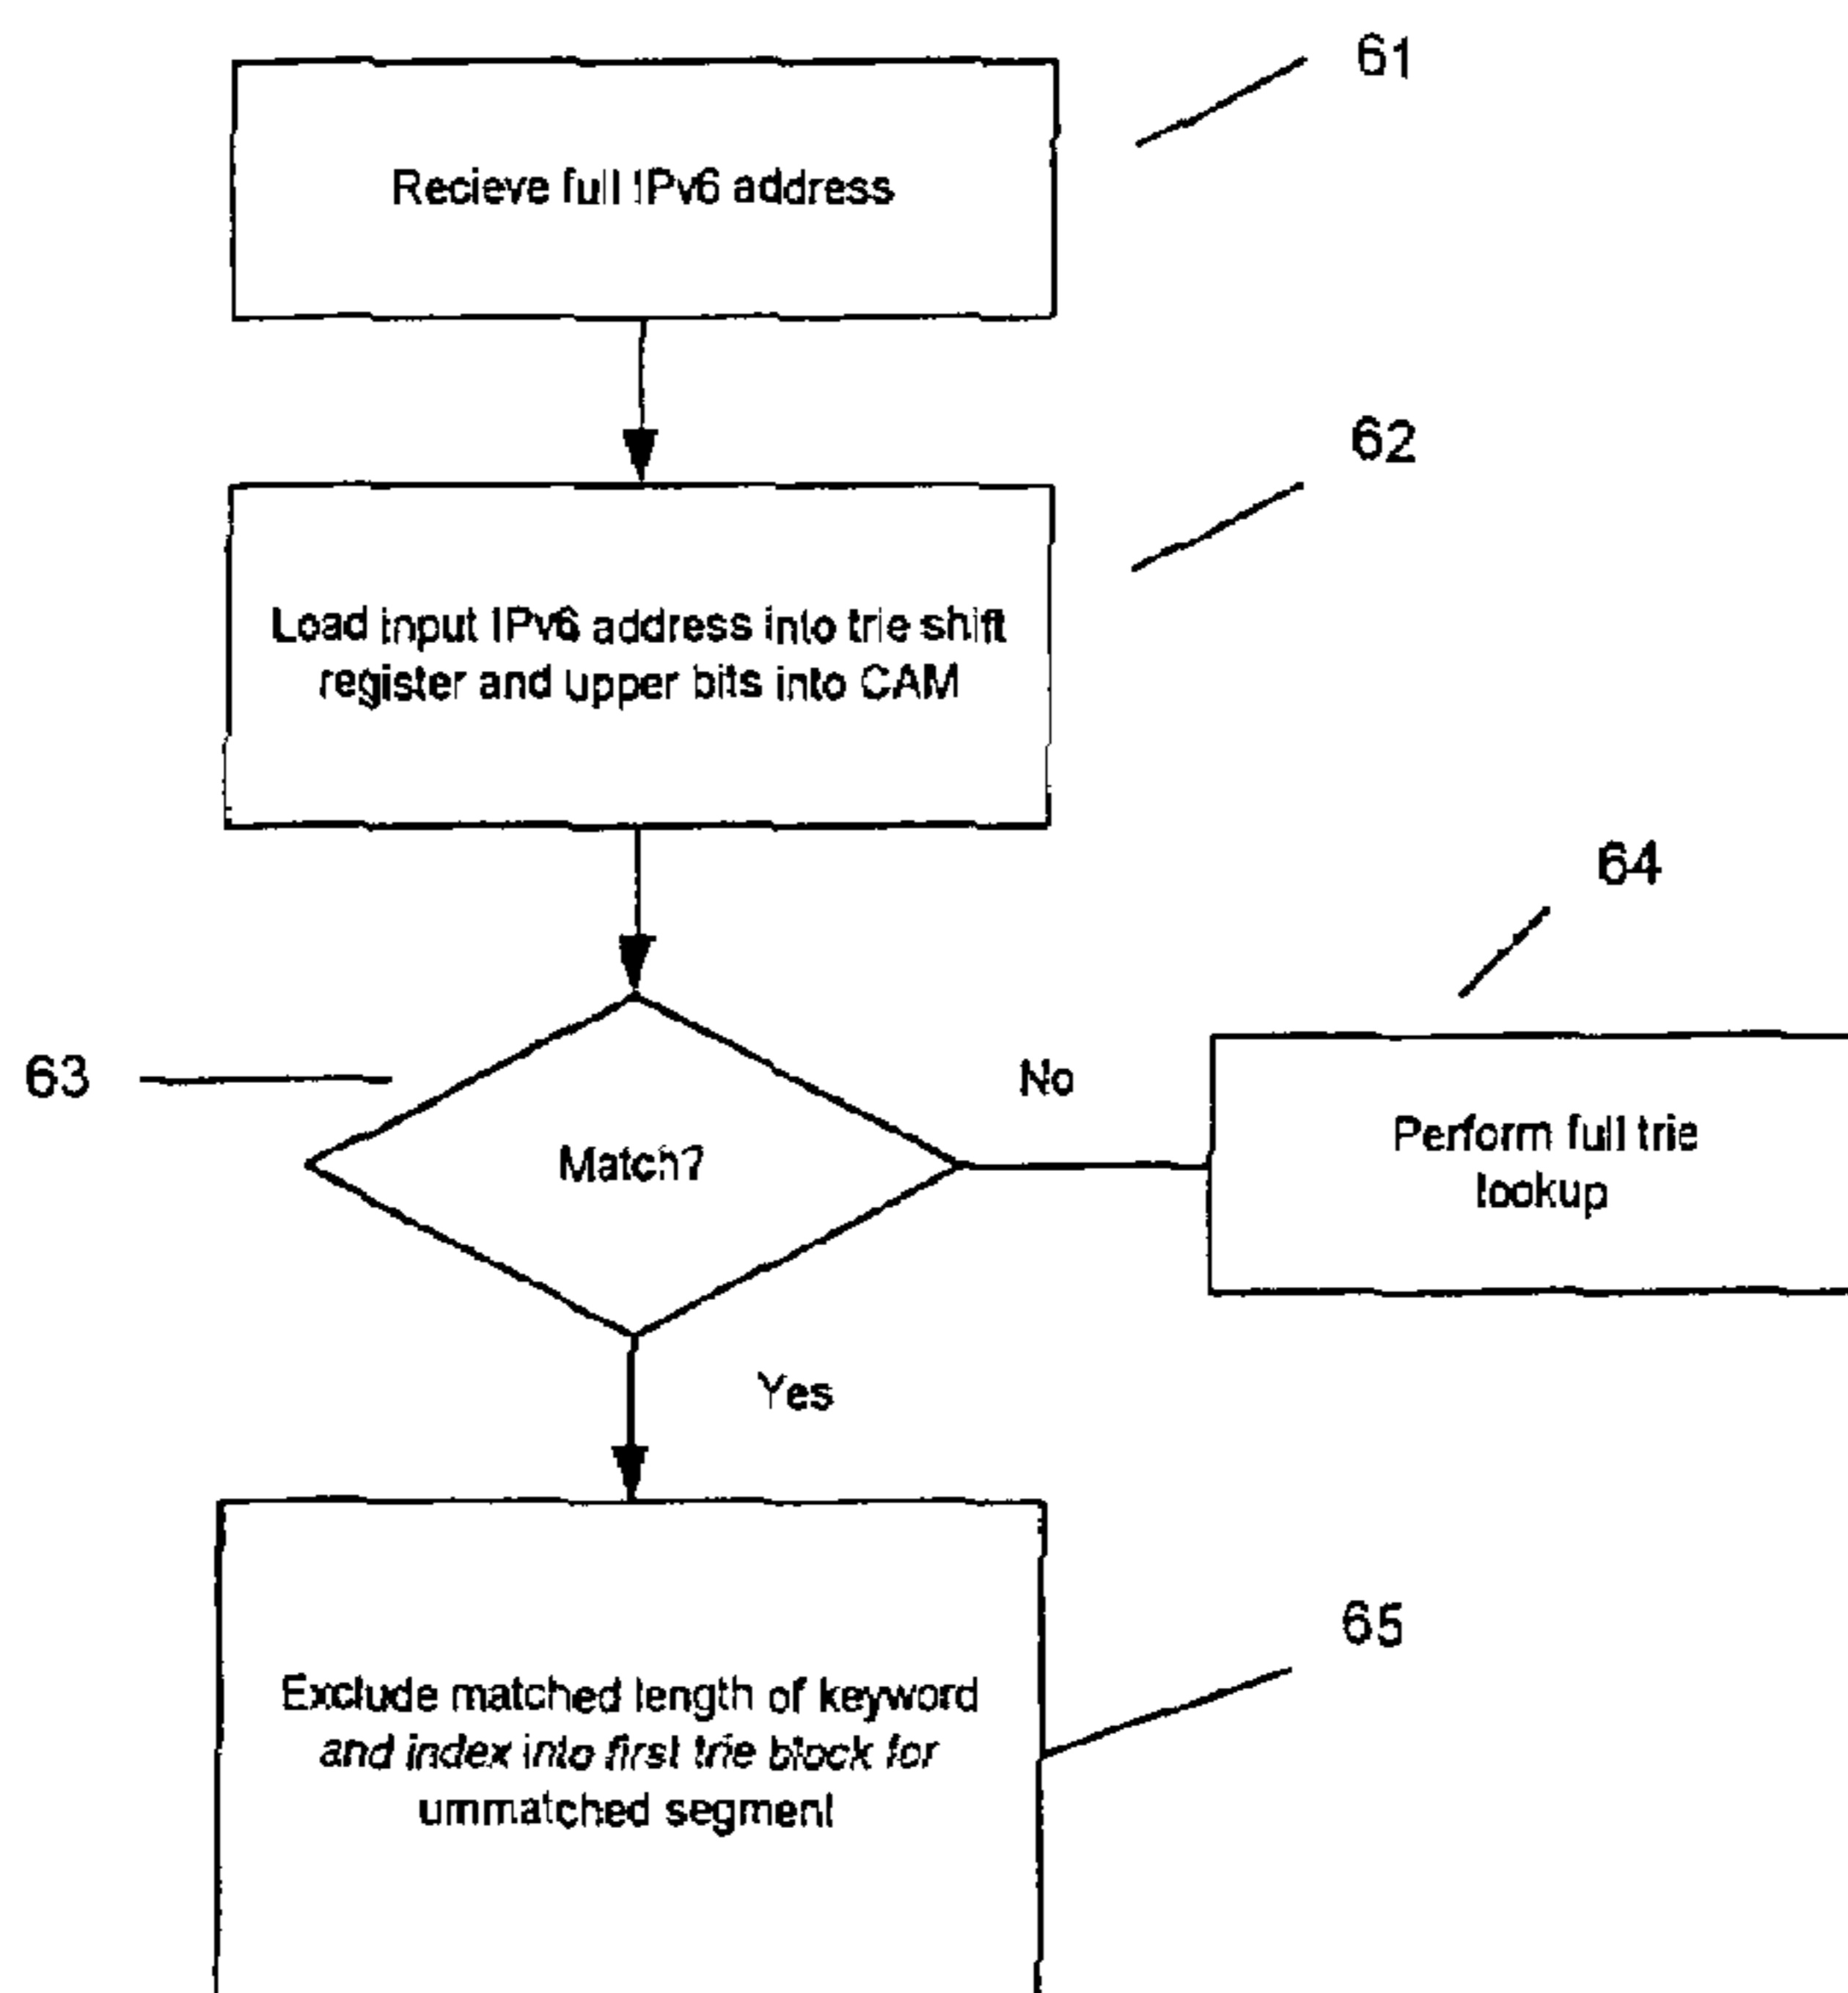 61
Recieve full IPv6 address
62
Load input IPv6 address into trie shift
register and upper bits into CAM
64
63
No
Match?
Perform full trie
lookup
Yes
65
Exclude matched length of keyword
and index into first trie block for
ummatched segment